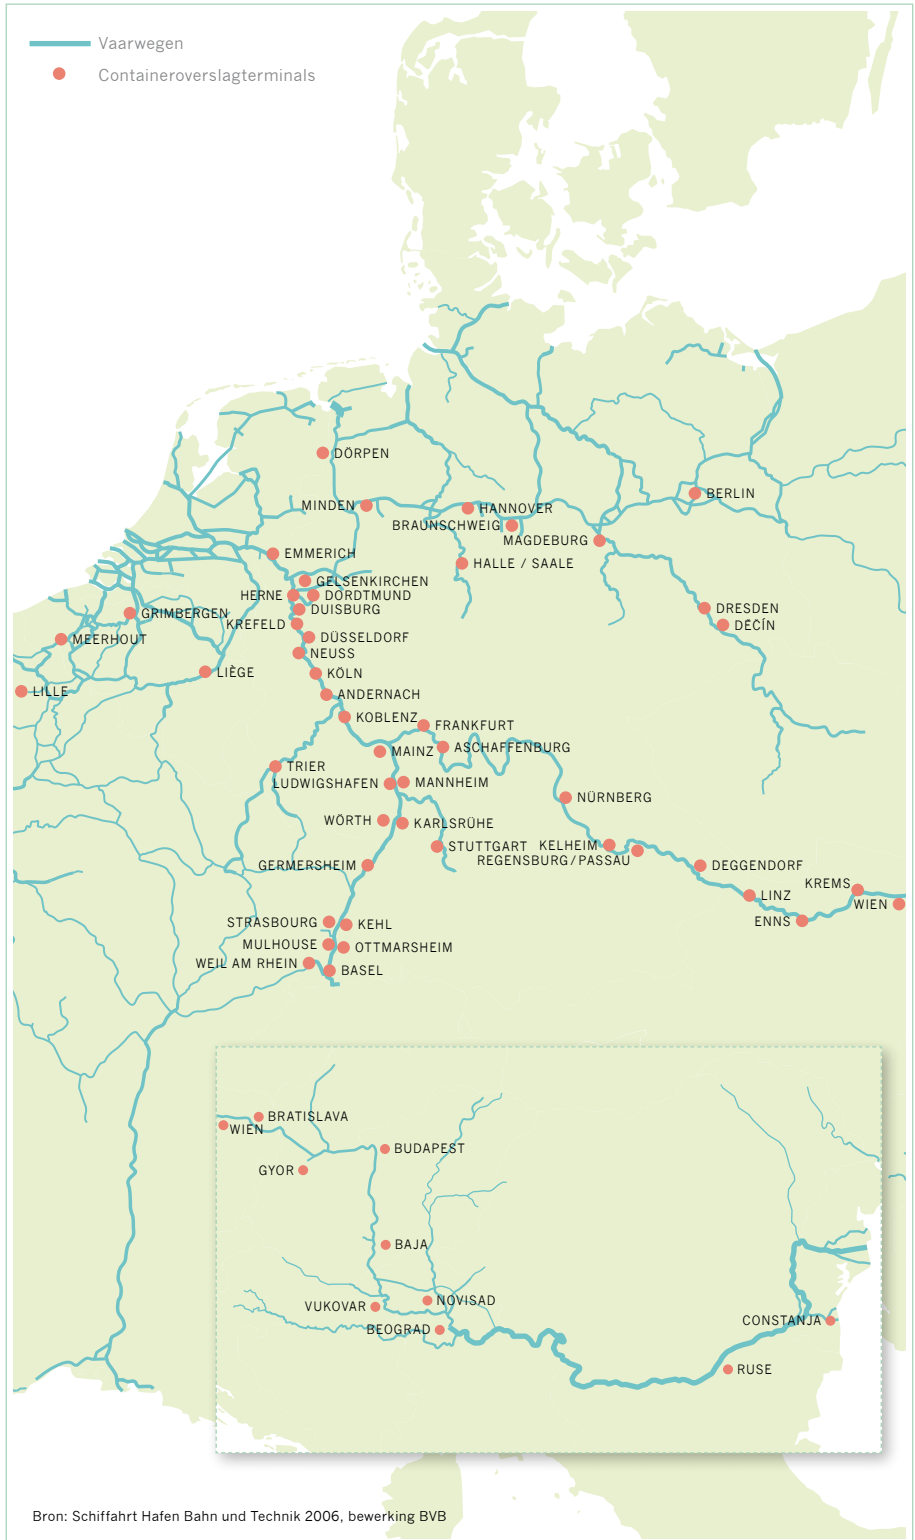 Vaarwegen
Containeroverslagterminals
DÖRPEN
BERLIN
MINDEN
HANNOVER
BRAUNSCHWEIG
MAGDEBURG
EMMERICH
HALLE / SAALE
GELSENKIRCHEN
HERNE
DORDTMUND
DUISBURG
DRESDEN
GRIMBERGEN
KREFELD
DĚCÍN
MEERHOUT
DÜSSELDORF
NEUSS
LIÈGE
KÖLN
LILLE
ANDERNACH
KOBLENZ
FRANKFURT
MAINZ
ASCHAFFENBURG
TRIER
LUDWIGSHAFEN
MANNHEIM
NÜRNBERG
WÖRTH
KARLSRÜHE
STUTTGART
KELHEIM
REGENSBURG/PASSAU
GERMERSHEIM
DEGGENDORF
KREMS
LINZ
WIEN
ENNS
STRASBOURG
KEHL
MULHOUSE
OTTMARSHEIM
WEIL AM RHEIN
BASEL
BRATISLAVA
WIEN
BUDAPEST
GYOR
BAJA
NOVISAD
VUKOVAR
CONSTANJA
BEOGRAD
RUSE
Bron: Schiffahrt Hafen Bahn und Technik 2006, bewerking BVB